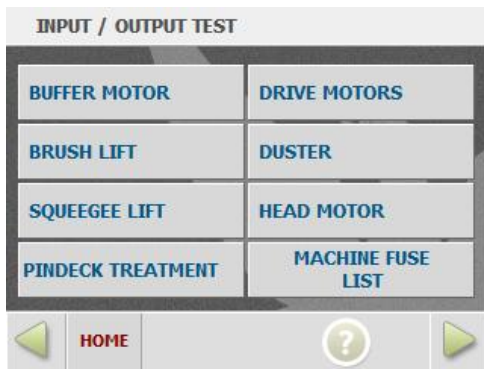 INPUT / OUTPUT TEST
BUFFER MOTOR
DRIVE MOTORS
BRUSH LIFT
DUSTER
SQUEEGEE LIFT
HEAD MOTOR
PINDECK TREATMENT
MACHINE FUSE
LIST
HOME
?